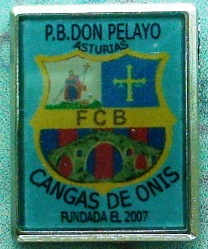 P.B. DON PELAYO
ASTURIAS
FCB
CANGAS DE ONIS
FUNDADA EL 2007